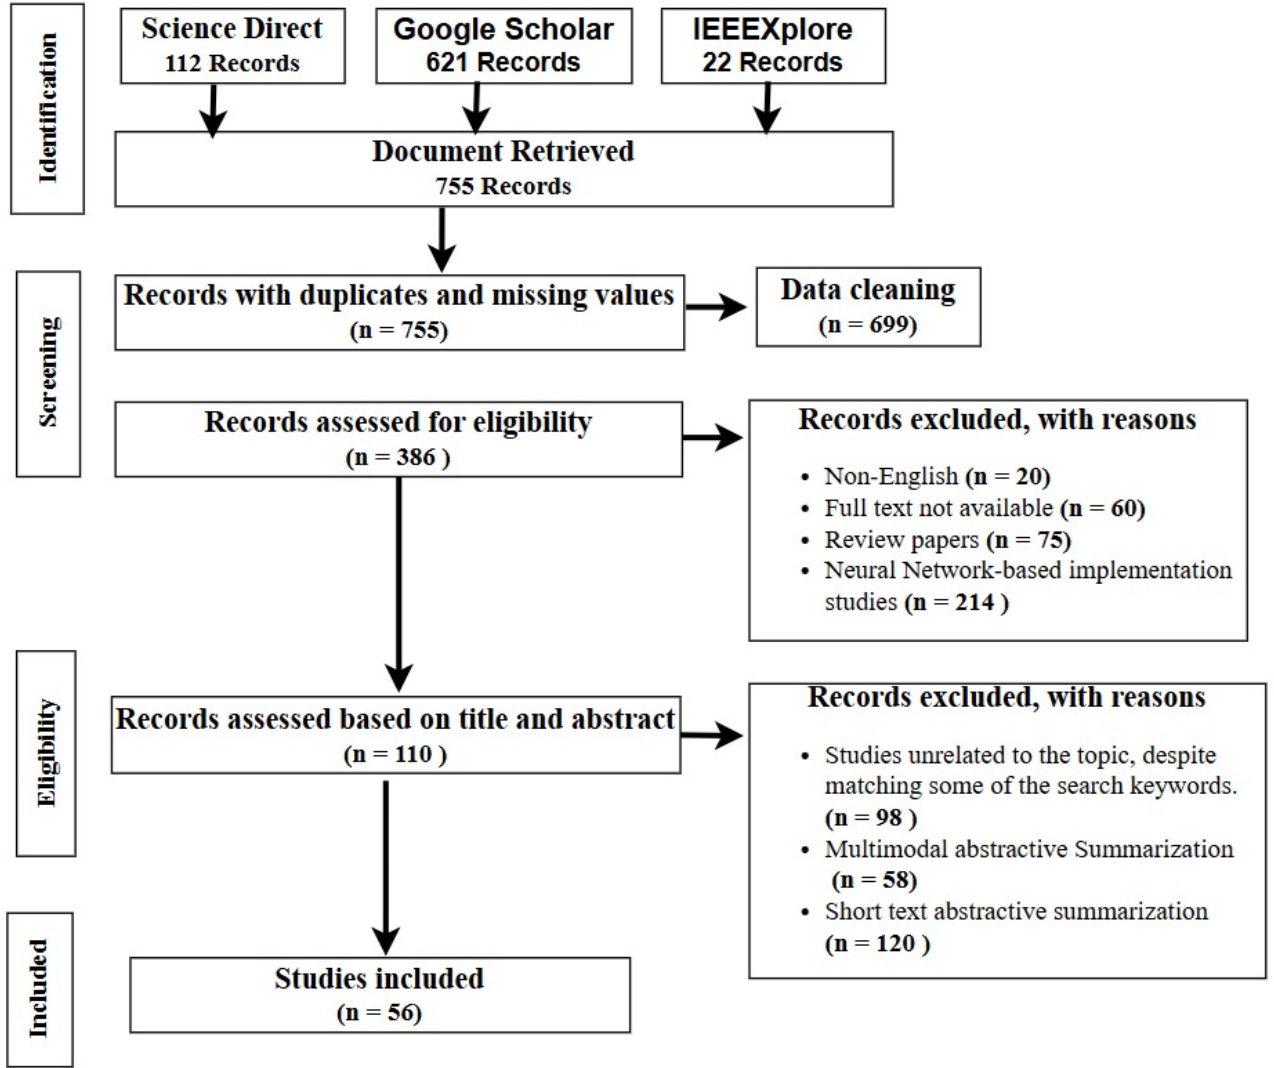 Identification
Science Direct
112 Records
Google Scholar
621 Records
IEEEXplore
22 Records
Document Retrieved
755 Records
Screening
Records with duplicates and missing values
(n = 755)
Data cleaning
(n = 699)
Records assessed for eligibility
(n = 386 )
Records excluded, with reasons
• Non-English (n = 20)
• Full text not available (n = 60)
• Review papers (n = 75)
• Neural Network-based implementation
studies (n = 214 )
Eligibility
Records assessed based on title and abstract
(n = 110 )
Records excluded, with reasons
• Studies unrelated to the topic, despite
matching some of the search keywords.
(n = 98 )
• Multimodal abstractive Summarization
(n = 58)
• Short text abstractive summarization
(n = 120 )
Included
Studies included
(n = 56)